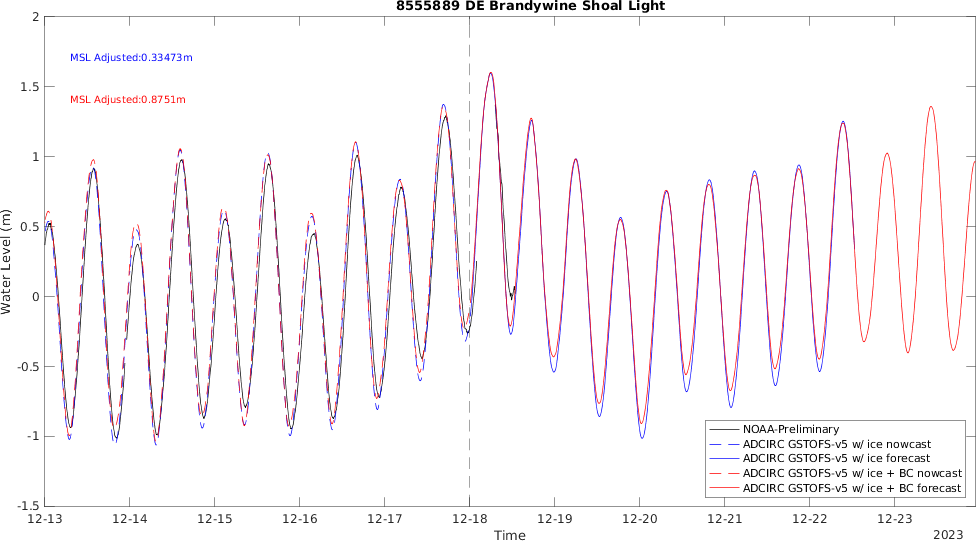 8555889 DE Brandywine Shoal Light
MSL Adjusted:0.33473m
MSL Adjusted:0.8751m
Water Level (m)
2
1.5
1
0.5
0
-0.5
-1
-1.5
NOAA-Preliminary
ADCIRC GSTOFS-v5 w/ ice nowcast
ADCIRC GSTOFS-v5 w/ ice forecast
ADCIRC GSTOFS-v5 w/ ice + BC nowcast
ADCIRC GSTOFS-v5 w/ ice + BC forecast
12-13 12-14 12-15 12-16 12-17 12-18 12-19 12-20 12-21 12-22 12-23
Time
2023